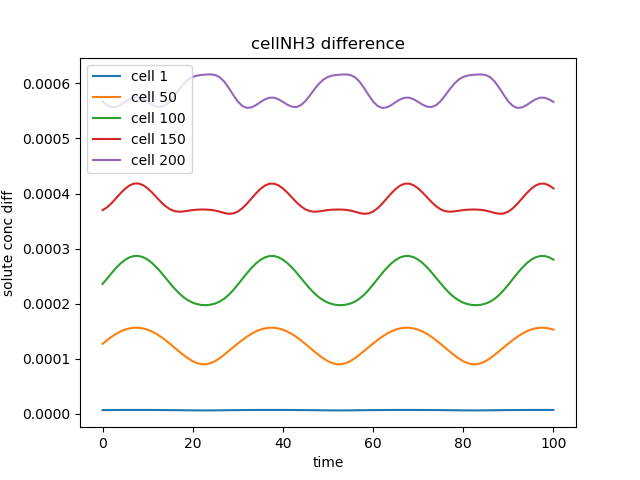 cellNH3 difference
solute conc diff
0.0006
0.0005
0.0004
0.0003
0.0002
0.0001
0.0000
cell 1
cell 50
cell 100
cell 150
cell 200
0 20 40 60 80 100
time